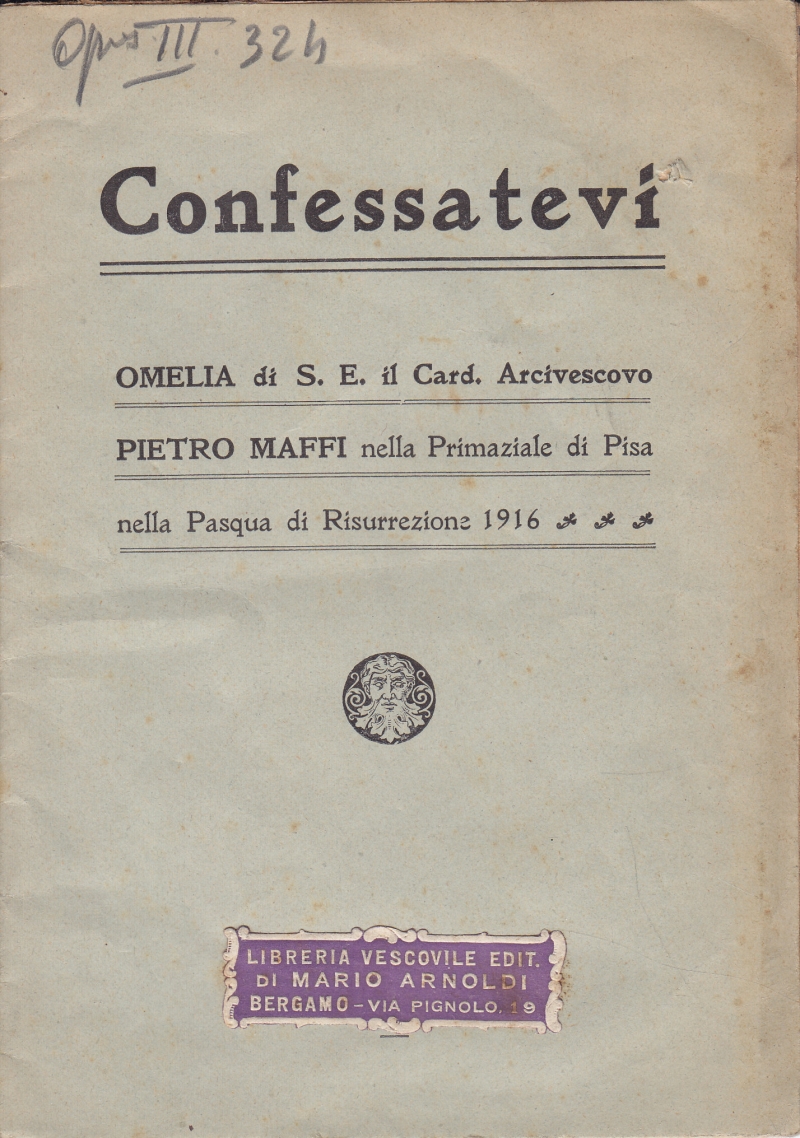 Opus III. 324
Confessatevi
OMELIA di S. E. il Card. Arcivescovo
PIETRO MAFFI nella Primaziale di Pisa
nella Pasqua di Risurrezione 1916
LIBRERIA VESCOVILE EDIT.
DI MARIO ARNOLDI
BERGAMO - VIA PIGNOLO, 19